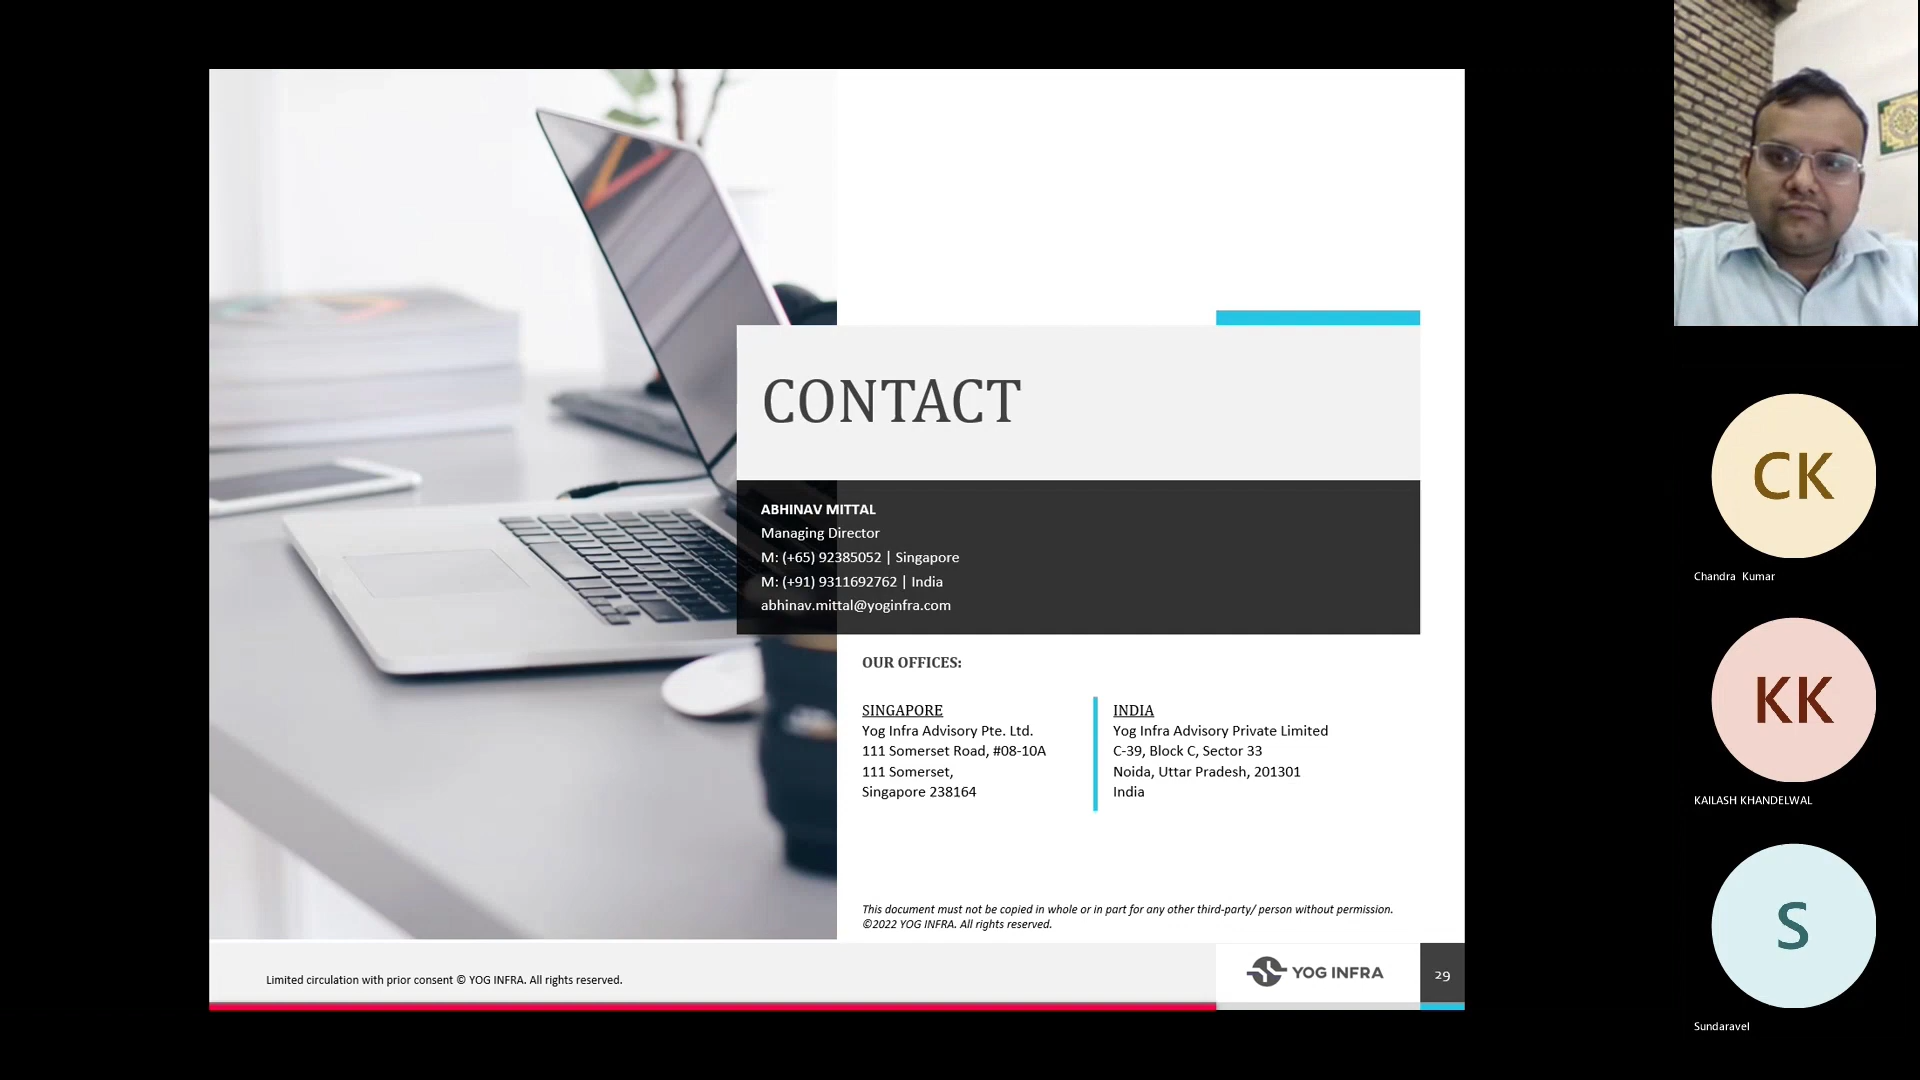 CONTACT
ABHINAV MITTAL
Managing Director
M: (+65) 92385052 | Singapore
M: (+91) 9311692762 | India
abhinav.mittal@yoginfra.com
OUR OFFICES:
SINGAPORE
Yog Infra Advisory Pte. Ltd.
111 Somerset Road, #08-10A
111 Somerset,
Singapore 238164
INDIA
Yog Infra Advisory Private Limited
C-39, Block C, Sector 33
Noida, Uttar Pradesh, 201301
India
This document must not be copied in whole or in part for any other third-party/ person without permission.
©2022 YOG INFRA. All rights reserved.
Limited circulation with prior consent © YOG INFRA. All rights reserved.
YOG INFRA
29
CK
Chandra Kumar
KK
KAILASH KHANDELWAL
S
Sundaravel